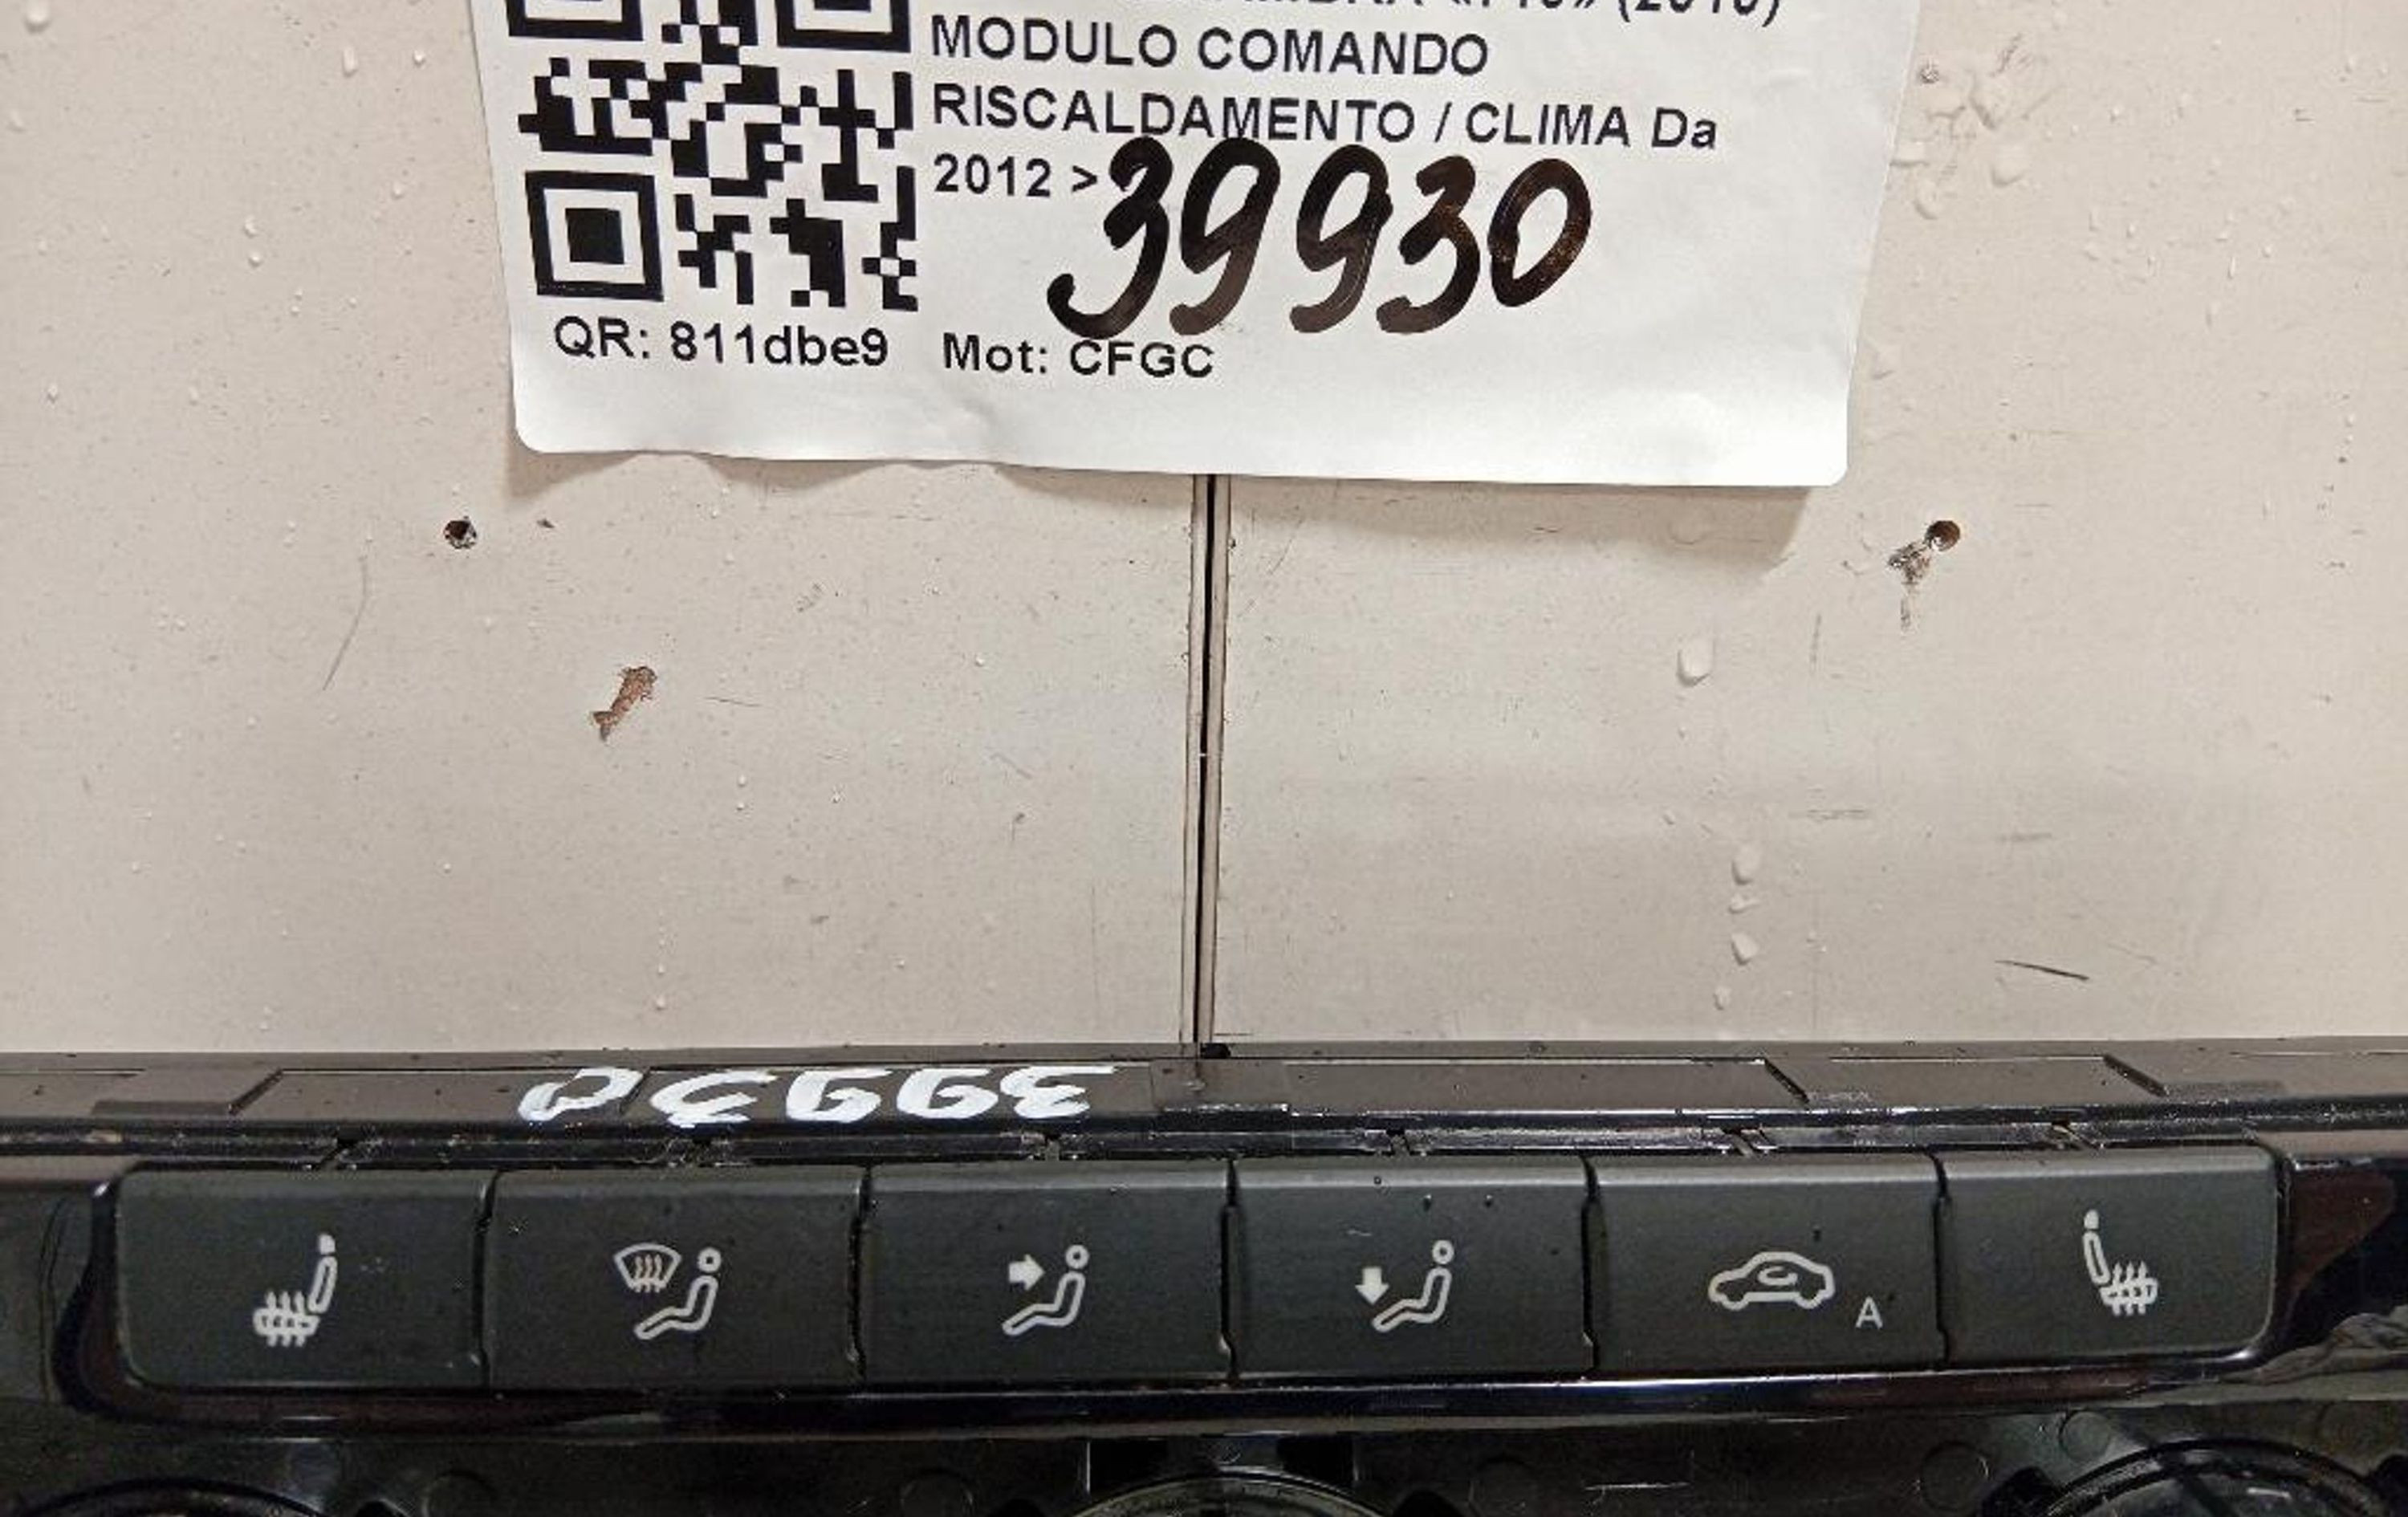 MODULO COMANDO
RISCALDAMENTO / CLIMA Da
2012 >
39930
QR: 811dbe9 Mot: CFGC
39930
A